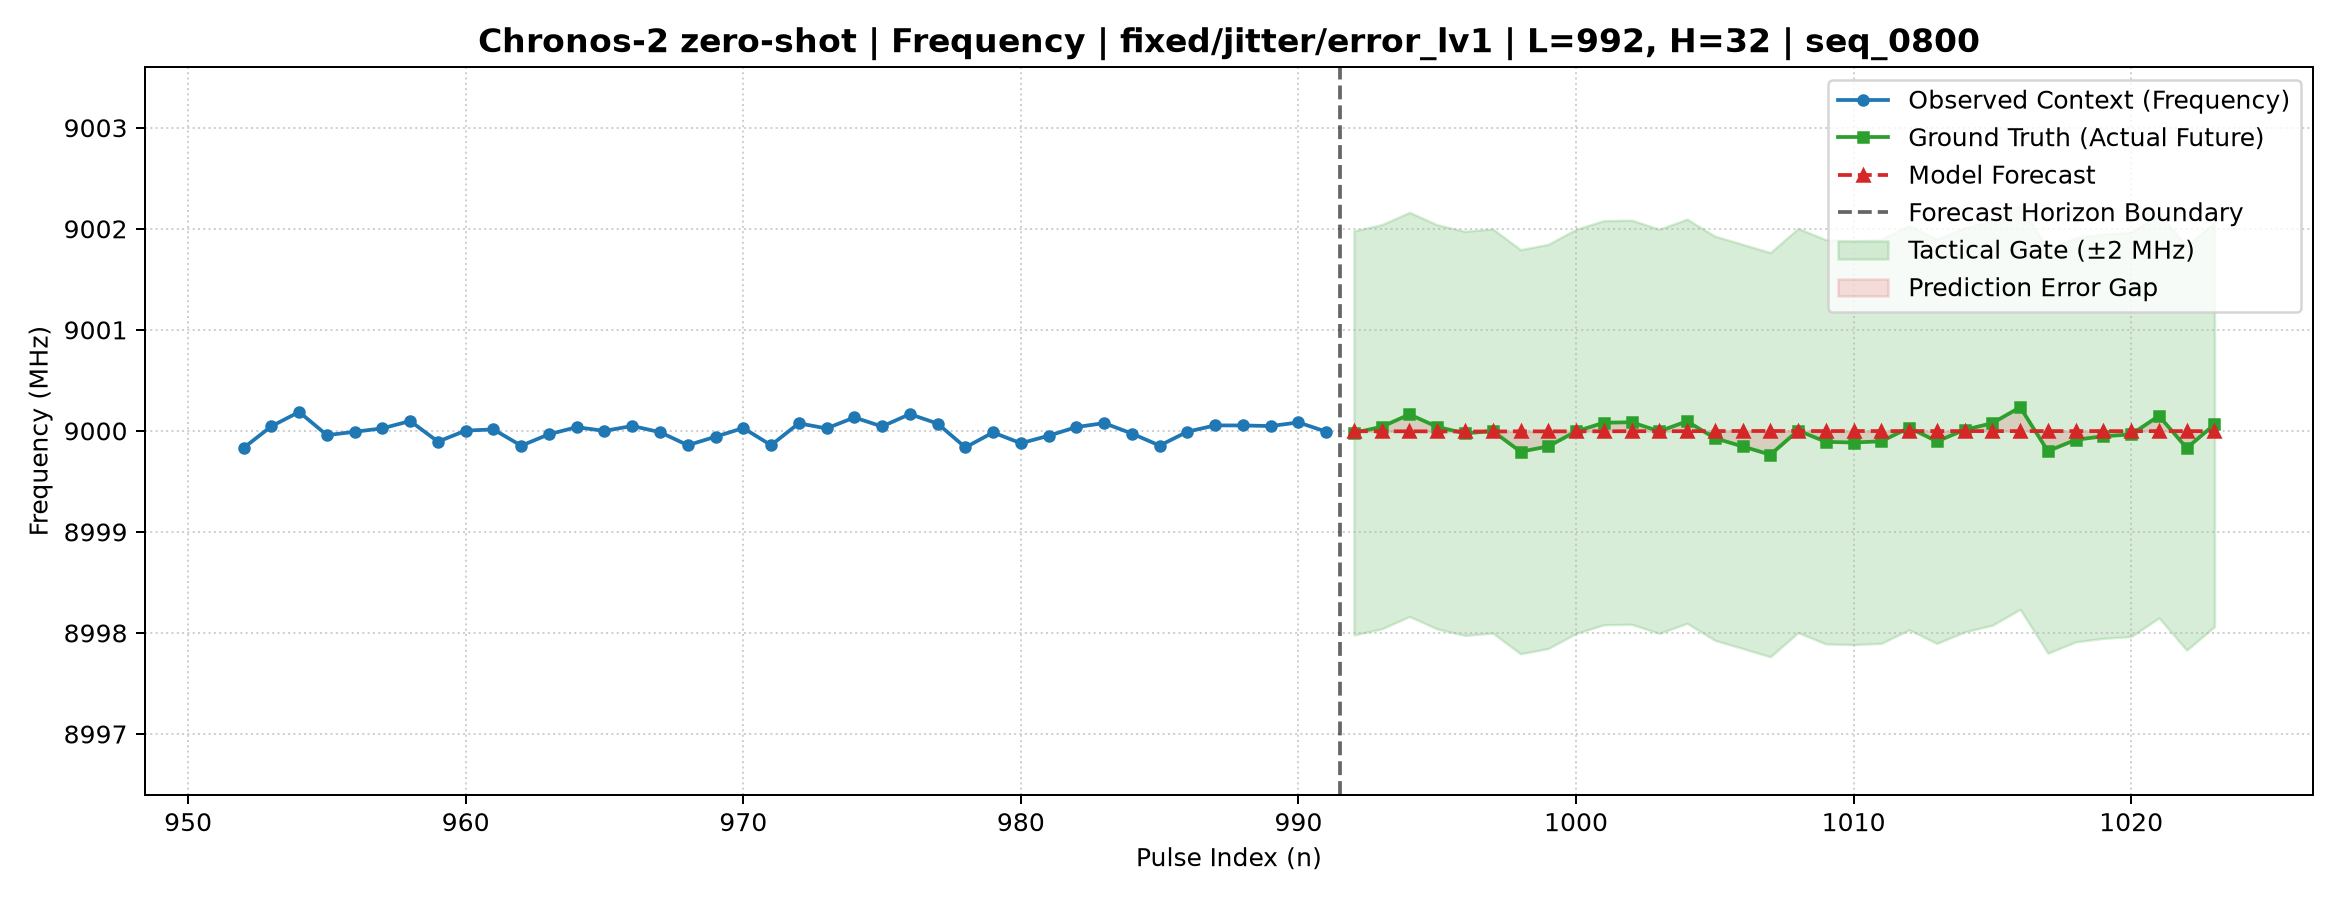 Chronos-2 zero-shot | Frequency | fixed/jitter/error_lv1 | L=992, H=32 | seq_0800
Observed Context (Frequency)
Ground Truth (Actual Future)
Model Forecast
Forecast Horizon Boundary
Tactical Gate (±2 MHz)
Prediction Error Gap
Frequency (MHz)
9003
9002
9001
9000
8999
8998
8997
950 960 970 980 990 1000 1010 1020
Pulse Index (n)